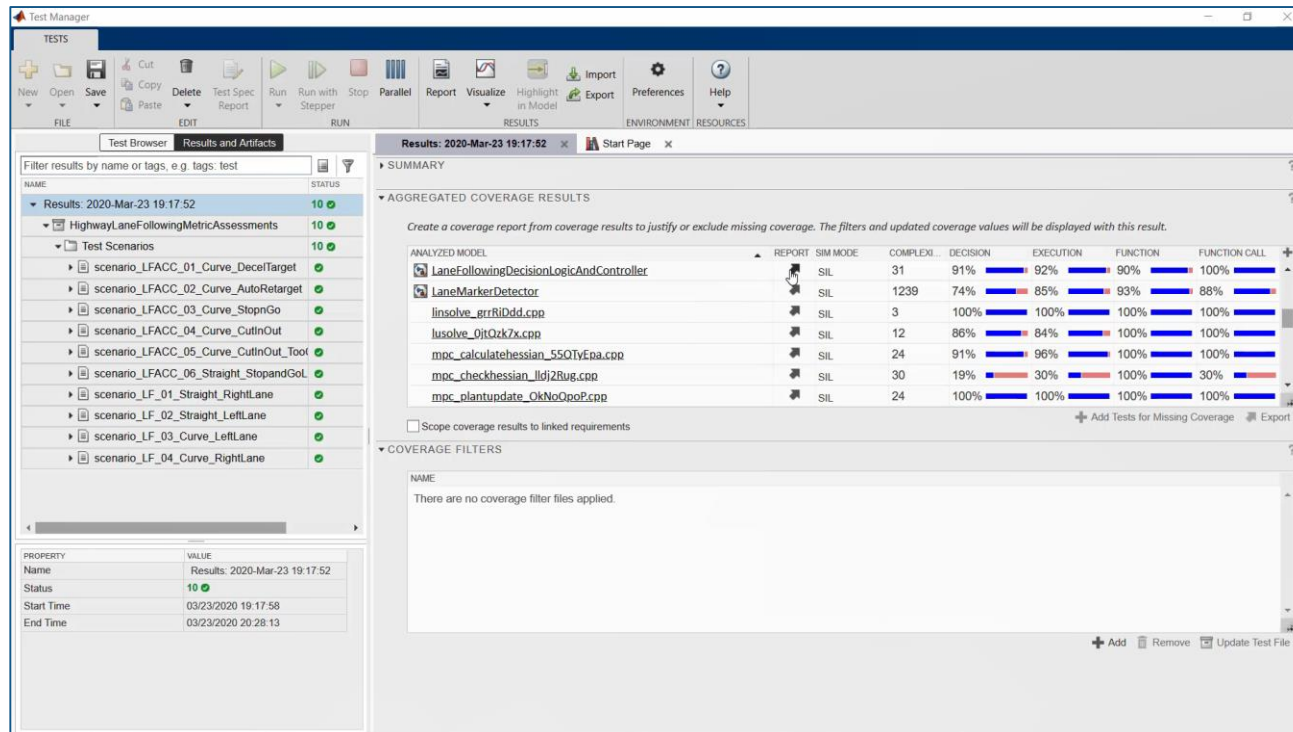 Test Manager
TESTS
New
Open
Save
Cut
Copy
Paste
Delete
Test Spec
Report
Run
Run with
Stepper
Stop
Parallel
Report
Visualize
Highlight
in Model
Import
Export
Preferences
Help
FILE EDIT RUN RESULTS ENVIRONMENT RESOURCES
Test Browser Results and Artifacts
Filter results by name or tags, e.g. tags: test
NAME STATUS
Results: 2020-Mar-23 19:17:52 10
HighwayLaneFollowingMetricAssessments 10
Test Scenarios 10
scenario_LFACC_01_Curve_DecelTarget
scenario_LFACC_02_Curve_AutoRetarget
scenario_LFACC_03_Curve_StopnGo
scenario_LFACC_04_Curve_CutInOut
scenario_LFACC_05_Curve_CutInOut_Too
scenario_LFACC_06_Straight_StopandGoL
scenario_LF_01_Straight_RightLane
scenario_LF_02_Straight_LeftLane
scenario_LF_03_Curve_LeftLane
scenario_LF_04_Curve_RightLane
PROPERTY VALUE
Name Results: 2020-Mar-23 19:17:52
Status 10
Start Time 03/23/2020 19:17:58
End Time 03/23/2020 20:28:13
Results: 2020-Mar-23 19:17:52 Start Page
SUMMARY
AGGREGATED COVERAGE RESULTS
Create a coverage report from coverage results to justify or exclude missing coverage. The filters and updated coverage values will be displayed with this result.
ANALYZED MODEL REPORT SIM MODE COMPLEXI... DECISION EXECUTION FUNCTION FUNCTION CALL
LaneFollowingDecisionLogicAndController SIL 31 91% 92% 90% 100%
LaneMarkerDetector SIL 1239 74% 85% 93% 88%
linsolve_grrRiDdd.cpp SIL 3 100% 100% 100% 100%
lusolve_0jtQzk7x.cpp SIL 12 86% 84% 100% 100%
mpc_calculatehessian_55QTyEpa.cpp SIL 24 91% 96% 100% 100%
mpc_checkhessian_lldj2Rug.cpp SIL 30 19% 30% 100% 30%
mpc_plantupdate_OkNoQpoP.cpp SIL 24 100% 100% 100% 100%
Add Tests for Missing Coverage Export
Scope coverage results to linked requirements
COVERAGE FILTERS
NAME
There are no coverage filter files applied.
Add Remove Update Test File